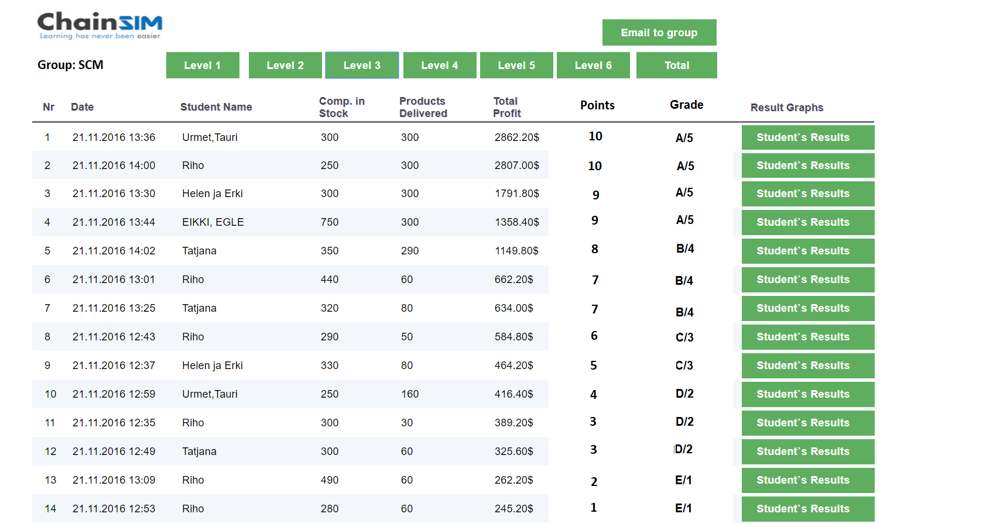 ChainSIM
Learning has never been easier
Email to group
Group: SCM
Level 1 Level 2 Level 3 Level 4 Level 5 Level 6 Total
Nr Date Student Name Comp. in Stock Products Delivered Total Profit Points Grade Result Graphs
1 21.11.2016 13:36 Urmet,Tauri 300 300 2862.20$ 10 A/5 Student`s Results
2 21.11.2016 14:00 Riho 250 300 2807.00$ 10 A/5 Student`s Results
3 21.11.2016 13:30 Helen ja Erki 300 300 1791.80$ 9 A/5 Student`s Results
4 21.11.2016 13:44 EIKKI, EGLE 750 300 1358.40$ 9 A/5 Student`s Results
5 21.11.2016 14:02 Tatjana 350 290 1149.80$ 8 B/4 Student`s Results
6 21.11.2016 13:01 Riho 440 60 662.20$ 7 B/4 Student`s Results
7 21.11.2016 13:25 Tatjana 320 80 634.00$ 7 B/4 Student`s Results
8 21.11.2016 12:43 Riho 290 50 584.80$ 6 C/3 Student`s Results
9 21.11.2016 12:37 Helen ja Erki 330 80 464.20$ 5 C/3 Student`s Results
10 21.11.2016 12:59 Urmet,Tauri 250 160 416.40$ 4 D/2 Student`s Results
11 21.11.2016 12:35 Riho 300 30 389.20$ 3 D/2 Student`s Results
12 21.11.2016 12:49 Tatjana 300 60 325.60$ 3 D/2 Student`s Results
13 21.11.2016 13:09 Riho 490 60 262.20$ 2 E/1 Student`s Results
14 21.11.2016 12:53 Riho 280 60 245.20$ 1 E/1 Student`s Results